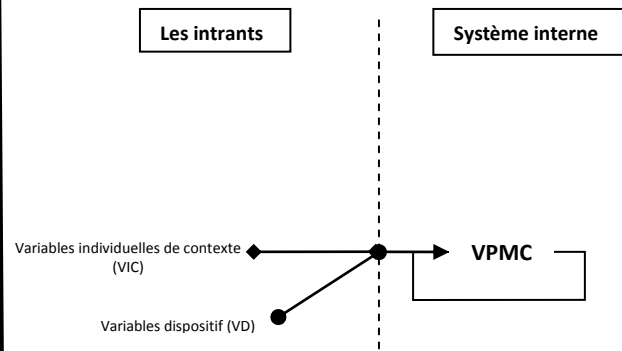 Les intrants
Système interne
Variables individuelles de contexte
(VIC)
VPMC
Variables dispositif (VD)